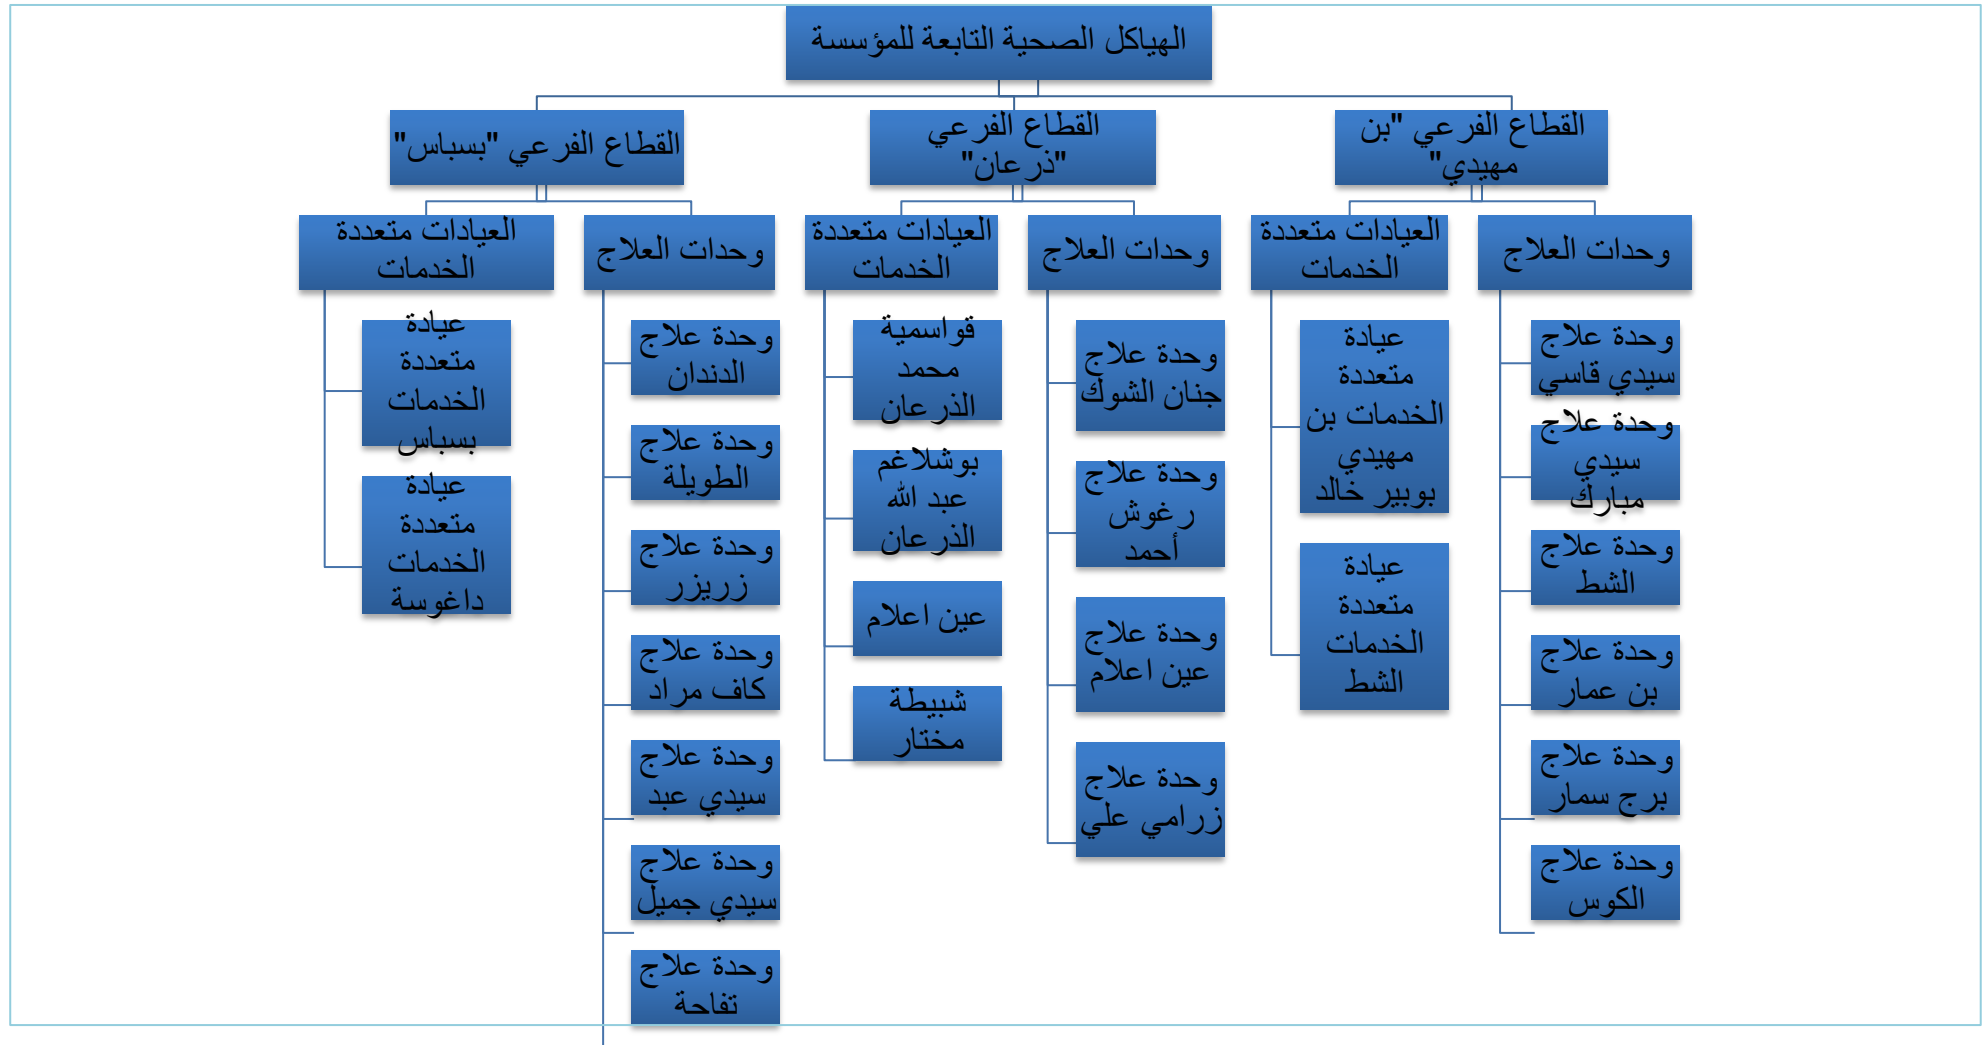 الهياكل الصحية التابعة للمؤسسة
القطاع الفرعي "بن
مهيدي"
القطاع الفرعي
"ذرعان"
القطاع الفرعي "بسباس"
وحدات العلاج
العيادات متعددة
الخدمات
وحدات العلاج
العيادات متعددة
الخدمات
وحدات العلاج
العيادات متعددة
الخدمات
وحدة علاج
سيدي قاسي
وحدة علاج
سيدي
مبارك
وحدة علاج
الشط
وحدة علاج
بن عمار
وحدة علاج
برج سمار
وحدة علاج
الكوس
عيادة
متعددة
الخدمات بن
مهيدي
بوبير خالد
عيادة
متعددة
الخدمات
الشط
وحدة علاج
جنان الشوك
وحدة علاج
رغوش
أحمد
وحدة علاج
عين اعلام
وحدة علاج
زرامي علي
قواسمية
محمد
الذرعان
بوشلاغم
عبد الله
الذرعان
عين اعلام
شبيطة
مختار
وحدة علاج
الدندان
وحدة علاج
الطويلة
وحدة علاج
زريزر
وحدة علاج
كاف مراد
وحدة علاج
سيدي عبد
وحدة علاج
سيدي جميل
وحدة علاج
تفاحة
عيادة
متعددة
الخدمات
بسباس
عيادة
متعددة
الخدمات
داغوسة